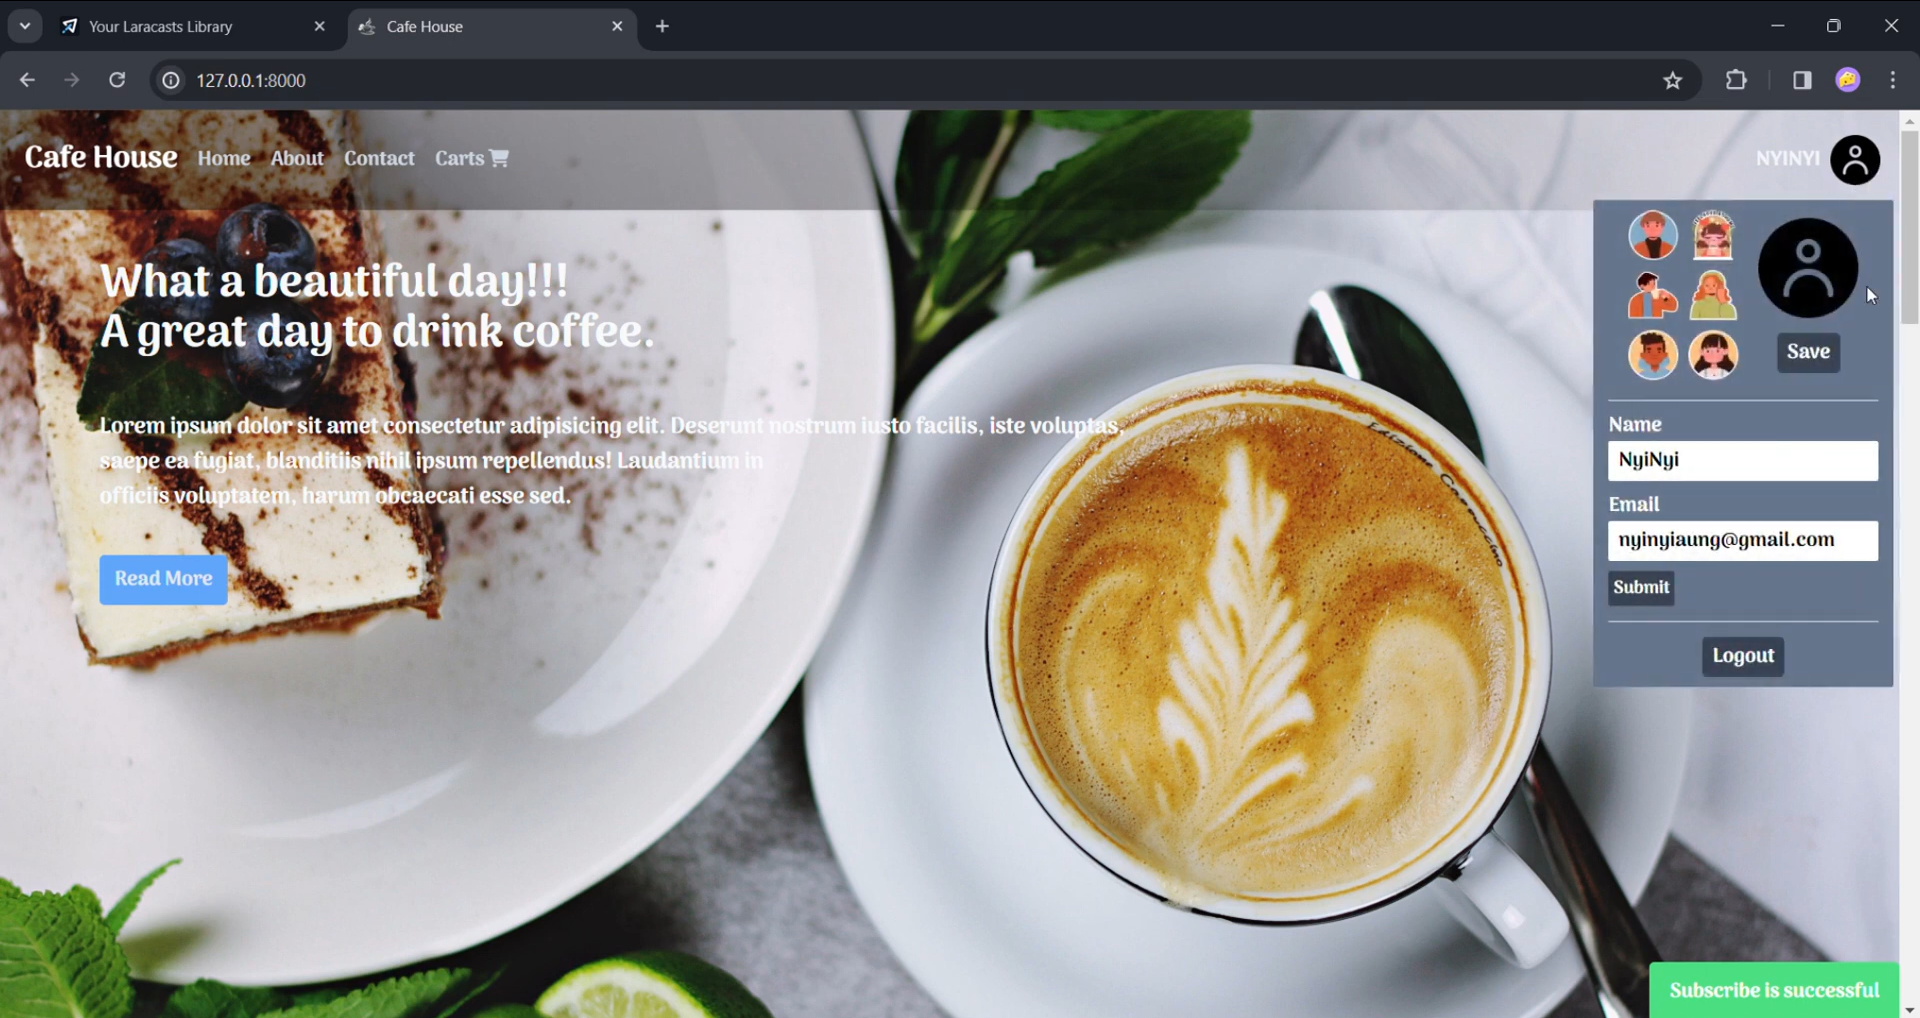 Your Laracasts Library
Cafe House
127.0.0.1:8000
Cafe House
Home
About
Contact
Carts
NYINYI
What a beautiful day!!!
A great day to drink coffee.
Lorem ipsum dolor sit amet consectetur adipisicing elit. Deserunt nostrum iusto facilis, iste voluptas,
saepe ea fugiat, blanditiis nihil ipsum repellendus! Laudantium in
officiis voluptatem, harum obcaecati esse sed.
Read More
Save
Name
NyiNyi
Email
nyinyiaung@gmail.com
Submit
Logout
Edizione Cappuccino
Subscribe is successful